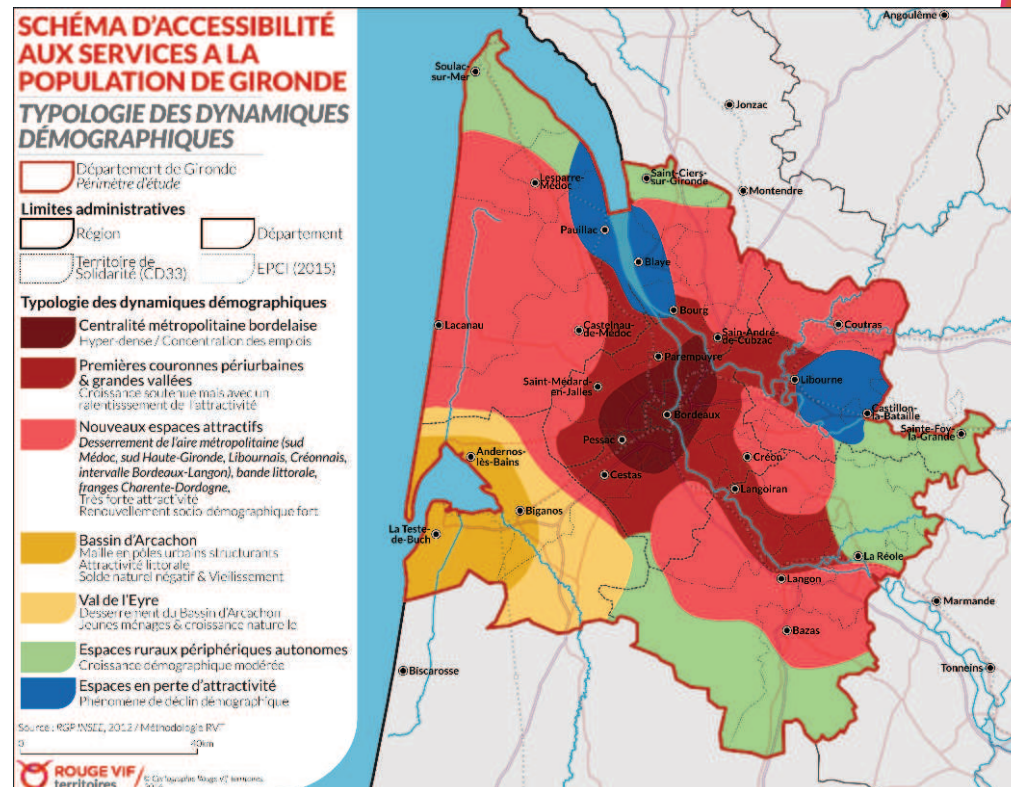 SCHÉMA D'ACCESSIBILITÉ
AUX SERVICES A LA
POPULATION DE GIRONDE
TYPOLOGIE DES DYNAMIQUES
DÉMOGRAPHIQUES
Département de Gironde
Périmètre d'étude
Limites administratives
Région
Département
Territoire de
Solidarité (CD33)
EPCI (2015)
Typologie des dynamiques démographiques
Centralité métropolitaine bordelaise
Hyper-dense / Concentration des emplois
Premières couronnes périurbaines
& grandes vallées
Croissance soutenue mais avec un
ralentisssement de l'attractivité
Nouveaux espaces attractifs
Desserrement de l'aire métropolitaine (sud
Médoc, sud Haute-Gironde, Libournais, Créonnais,
intervalle Bordeaux-Langon), bande littorale,
franges Charente-Dordogne,
Très forte attractivité
Renouvellement socio-démographique fort
Bassin d'Arcachon
Maille en pôles urbains structurants
Attractivité littorale
Solde naturel négatif & Vieillissement
Val de l'Eyre
Desserrement du Bassin d'Arcachon
Jeunes ménages & croissance naturelle
Espaces ruraux périphériques autonomes
Croissance démographique modérée
Espaces en perte d'attractivité
Phénomène de déclin démographique
Source : RGP INSEE, 2012 / Méthodologie RVT
0 40km
ROUGE VIF
territoires
© Cartographie Rouge Vif territoires,
Angoulême
Soulac-
sur-Mer
Jonzac
Lesparre-
Médoc
Saint-Ciers-
sur-Gironde
Montendre
Pauillac
Blaye
Bourg
Lacanau
Castelnau-
de-Médoc
Sain-André-
de-Cubzac
Coutras
Parempuyre
Saint-Médard-
en-Jalles
Libourne
Bordeaux
Castillon-
la-Bataille
Sainte-Foy-
la-Grande
Pessac
Andernos-
lès-Bains
Créon
Cestas
Langoiran
Biganos
La Teste-
de-Buch
La Réole
Langon
Marmande
Bazas
Biscarosse
Tonneins